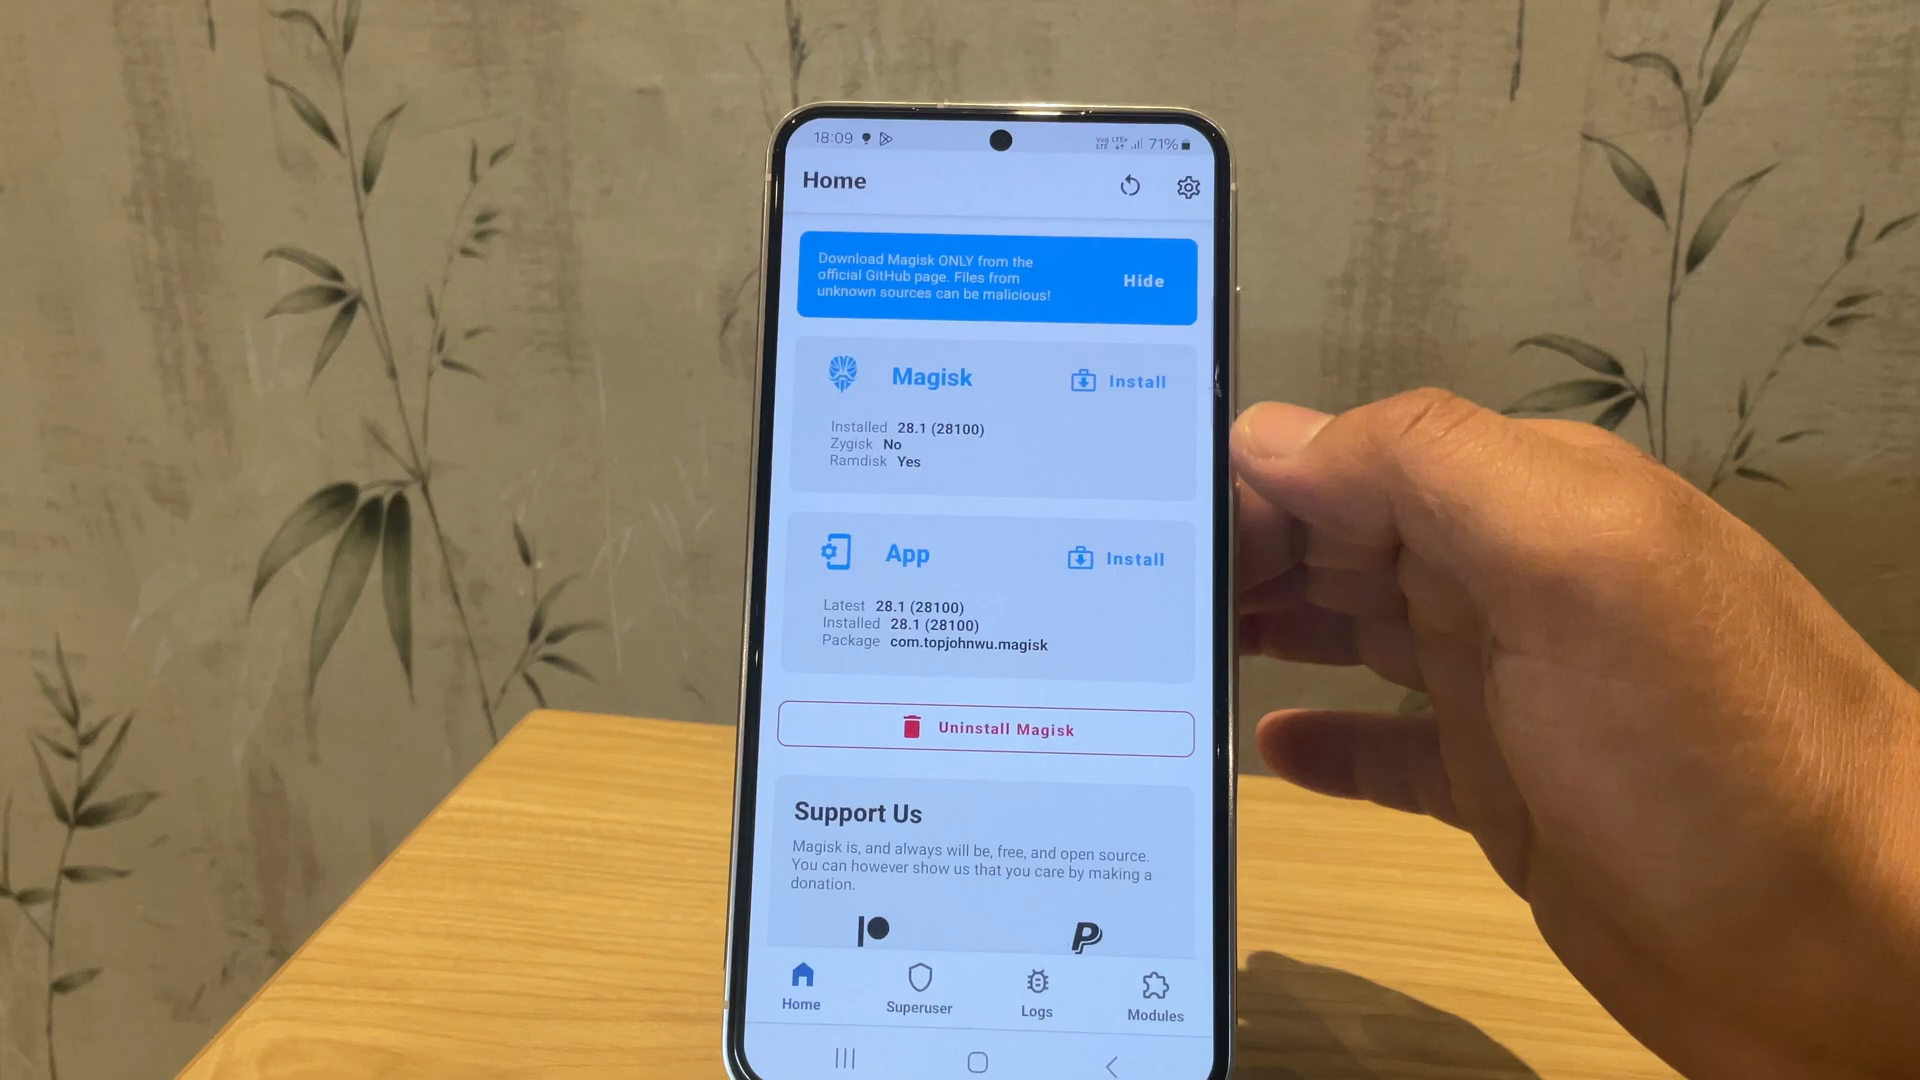 18:09 71%
Home
Download Magisk ONLY from the
official GitHub page. Files from
unknown sources can be malicious!
Hide
Magisk
Install
Installed 28.1 (28100)
Zygisk No
Ramdisk Yes
App
Install
Latest 28.1 (28100)
Installed 28.1 (28100)
Package com.topjohnwu.magisk
Uninstall Magisk
Support Us
Magisk is, and always will be, free, and open source.
You can however show us that you care by making a
donation.
Home Superuser Logs Modules